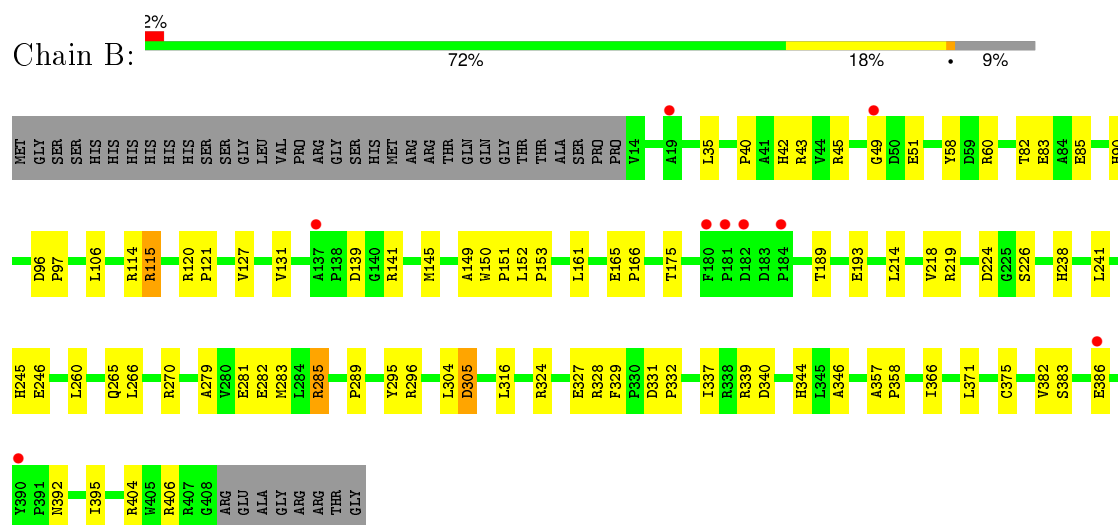 2%
Chain B:
72% 18% • 9%
MET GLY SER SER HIS HIS HIS HIS HIS HIS SER SER GLY LEU VAL PRO ARG GLY SER HIS MET ARG ARG THR GLN GLN GLY THR THR ALA SER PRO PRO V14 A19 L35 P40 A41 H42 R43 V44 R45 G49 D50 E51 Y58 D59 R60 T82 E83 A84 E85 H90
D96 P97 L106 R114 R115 R120 P121 V127 V131 A137 P138 D139 G140 R141 M145 A149 W150 P151 L152 P153 L161 E165 P166 T175 F180 P181 D182 D183 P184 T189 E193 L214 V218 R219 D224 G225 S226 H238 L241
H245 E246 L260 Q265 L266 R270 A279 V280 E281 E282 M283 L284 R285 P289 Y295 R296 L304 D305 L316 R324 E327 R328 F329 P330 D331 P332 I337 R338 R339 D340 H344 L345 A346 A357 P358 I366 L371 C375 V382 S383 E386
Y390 P391 N392 I395 R404 W405 R406 R407 G408 ARG GLU ALA GLY ARG ARG THR GLY